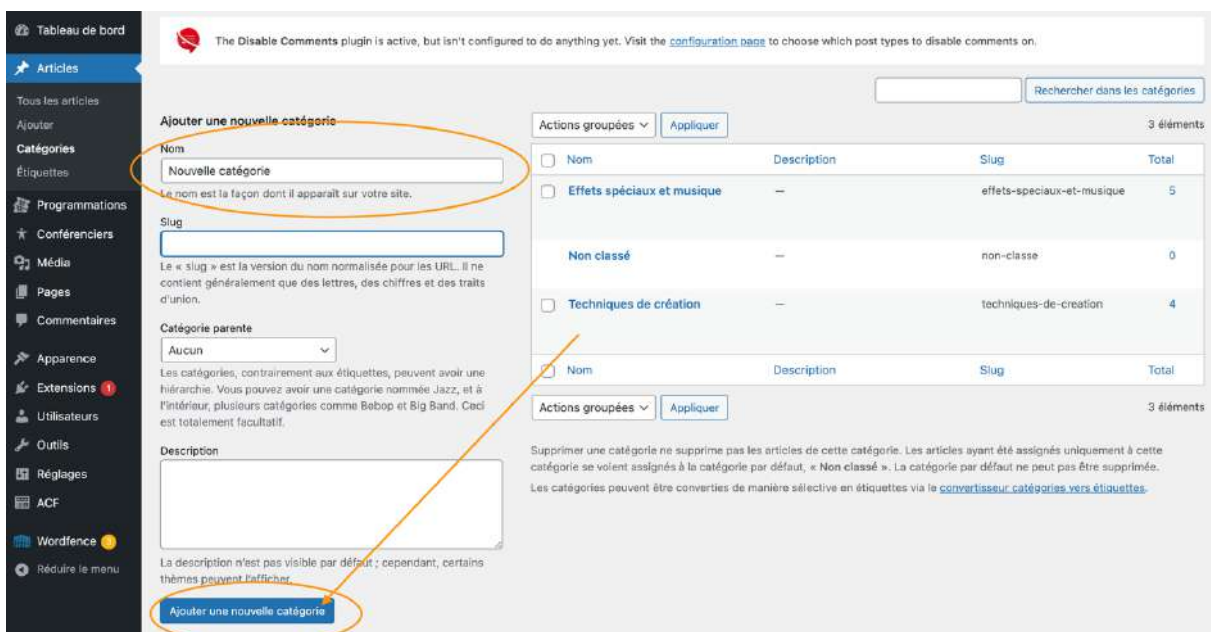 Tableau de bord
Articles
Tous les articles
Ajouter
Catégories
Étiquettes
Programmations
Conférenciers
Média
Pages
Commentaires
Apparence
Extensions 1
Utilisateurs
Outils
Réglages
ACF
Wordfence 3
Réduire le menu
The Disable Comments plugin is active, but isn't configured to do anything yet. Visit the configuration page to choose which post types to disable comments on.
Rechercher dans les catégories
Ajouter une nouvelle catégorie
Nom
Nouvelle catégorie
Le nom est la façon dont il apparaît sur votre site.
Slug
Le « slug » est la version du nom normalisée pour les URL. Il ne
contient généralement que des lettres, des chiffres et des traits
d'union.
Catégorie parente
Aucun
Les catégories, contrairement aux étiquettes, peuvent avoir une
hiérarchie. Vous pouvez avoir une catégorie nommée Jazz, et à
l'intérieur, plusieurs catégories comme Bebop et Big Band. Ceci
est totalement facultatif.
Description
La description n'est pas visible par défaut ; cependant, certains
thèmes peuvent l'afficher.
Ajouter une nouvelle catégorie
Actions groupées Appliquer 3 éléments
Nom Description Slug Total
Effets spéciaux et musique — effets-speciaux-et-musique 5
Non classé — non-classe 0
Techniques de création — techniques-de-creation 4
Nom Description Slug Total
Actions groupées Appliquer 3 éléments
Supprimer une catégorie ne supprime pas les articles de cette catégorie. Les articles ayant été assignés uniquement à cette
catégorie se voient assignés à la catégorie par défaut, « Non classé ». La catégorie par défaut ne peut pas être supprimée.
Les catégories peuvent être converties de manière sélective en étiquettes via le convertisseur catégories vers étiquettes.